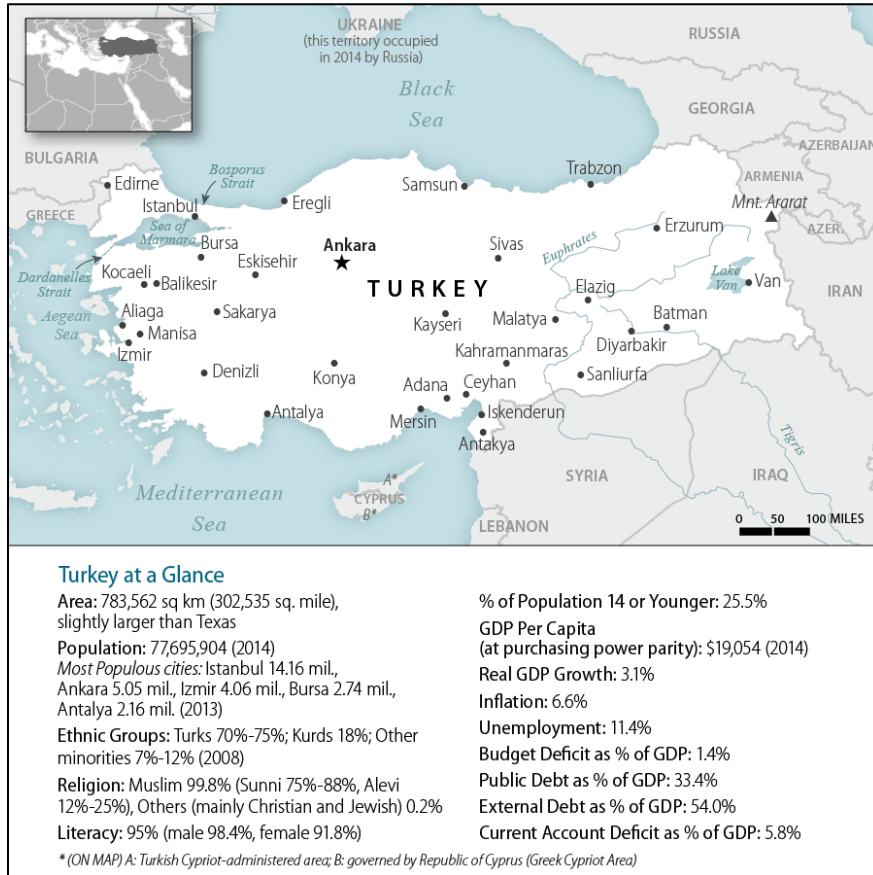 UKRAINE
(this territory occupied
in 2014 by Russia)
RUSSIA
Black
Sea
GEORGIA
BULGARIA
Bosporus
Strait
Edirne
Istanbul
Eregli
Samsun
Trabzon
AZERBAIJAN
ARMENIA
Mnt. Ararat
GREECE
Sea of
Marmara
Bursa
Ankara
Sivas
Erzurum
AZER.
Euphrates
Dardanelles
Strait
Kocaeli
Balikesir
Eskisehir
TURKEY
Elazig
Lake
Van
Van
IRAN
Aegean
Sea
Aliaga
Manisa
Izmir
Sakarya
Kayseri
Malatya
Batman
Diyarbakir
Denizli
Konya
Kahramanmaras
Adana
Ceyhan
Sanliurfa
Antalya
Mersin
Iskenderun
Antakya
Tigris
Mediterranean
Sea
A*
CYPRUS
B*
SYRIA
IRAQ
LEBANON
0 50 100 MILES
Turkey at a Glance
Area: 783,562 sq km (302,535 sq. mile),
slightly larger than Texas
Population: 77,695,904 (2014)
Most Populous cities: Istanbul 14.16 mil.,
Ankara 5.05 mil., Izmir 4.06 mil., Bursa 2.74 mil.,
Antalya 2.16 mil. (2013)
Ethnic Groups: Turks 70%-75%; Kurds 18%; Other
minorities 7%-12% (2008)
Religion: Muslim 99.8% (Sunni 75%-88%, Alevi
12%-25%), Others (mainly Christian and Jewish) 0.2%
Literacy: 95% (male 98.4%, female 91.8%)
% of Population 14 or Younger: 25.5%
GDP Per Capita
(at purchasing power parity): $19,054 (2014)
Real GDP Growth: 3.1%
Inflation: 6.6%
Unemployment: 11.4%
Budget Deficit as % of GDP: 1.4%
Public Debt as % of GDP: 33.4%
External Debt as % of GDP: 54.0%
Current Account Deficit as % of GDP: 5.8%
* (ON MAP) A: Turkish Cypriot-administered area; B: governed by Republic of Cyprus (Greek Cypriot Area)